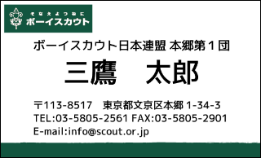 そなえよつねに
ボーイスカウト
ボーイスカウト日本連盟 本郷第1団
三鷹 太郎
〒113-8517 東京都文京区本郷1-34-3
TEL:03-5805-2561 FAX:03-5805-2901
E-mail:info@scout.or.jp